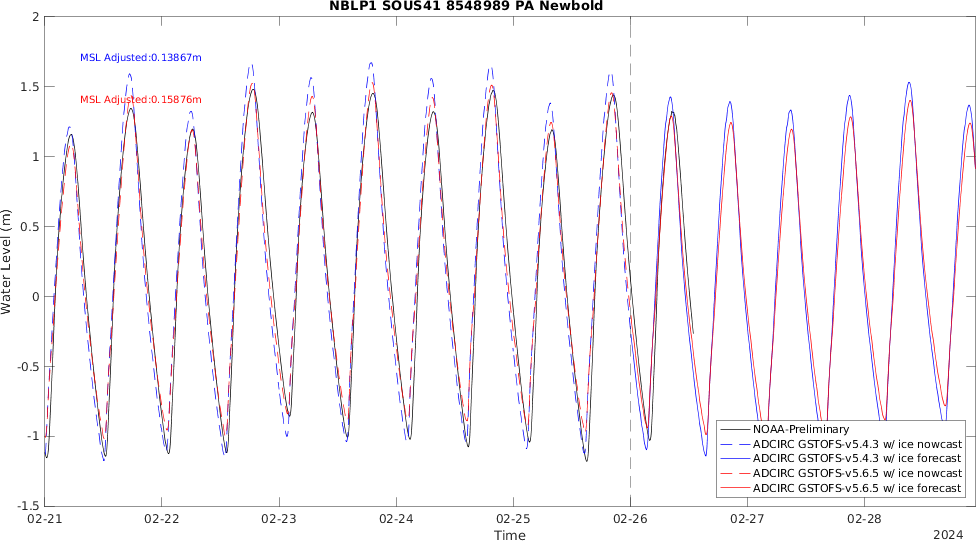 NBLP1 SOUS41 8548989 PA Newbold
2
1.5
1
0.5
0
-0.5
-1
-1.5
Water Level (m)
MSL Adjusted:0.13867m
MSL Adjusted:0.15876m
NOAA-Preliminary
ADCIRC GSTOFS-v5.4.3 w/ ice nowcast
ADCIRC GSTOFS-v5.4.3 w/ ice forecast
ADCIRC GSTOFS-v5.6.5 w/ ice nowcast
ADCIRC GSTOFS-v5.6.5 w/ ice forecast
02-21 02-22 02-23 02-24 02-25 02-26 02-27 02-28
Time
2024